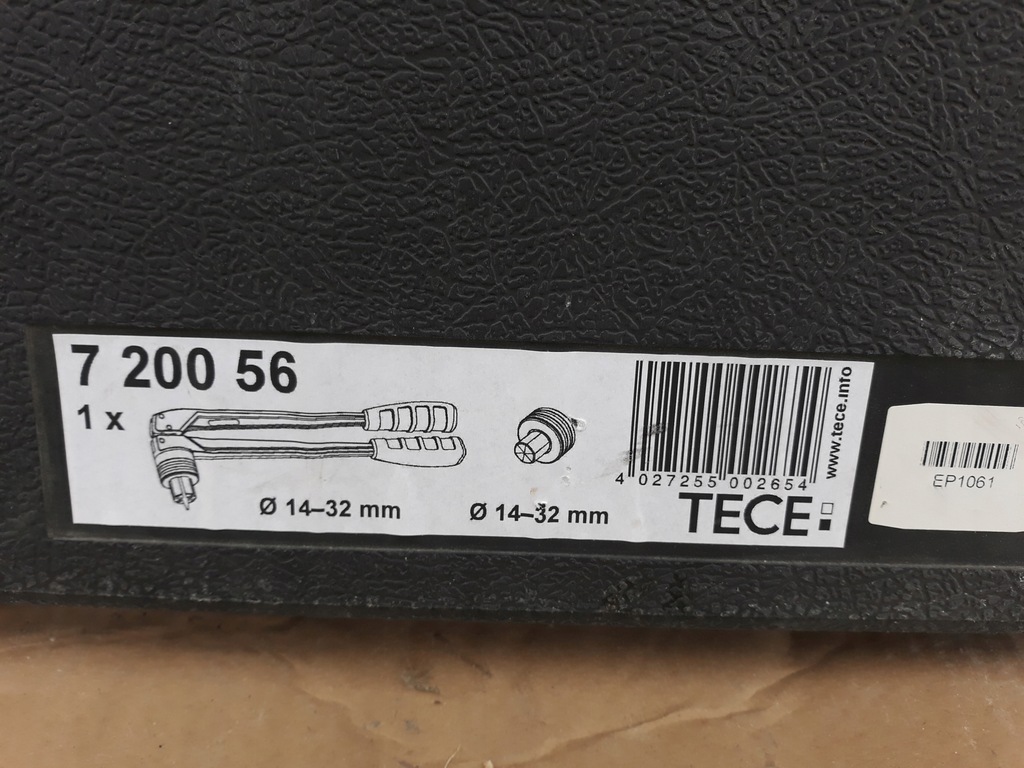 7 200 56
1 x
Ø 14–32 mm
Ø 14–32 mm
4 027255 002654
www.tece.info
TECE
EP1061